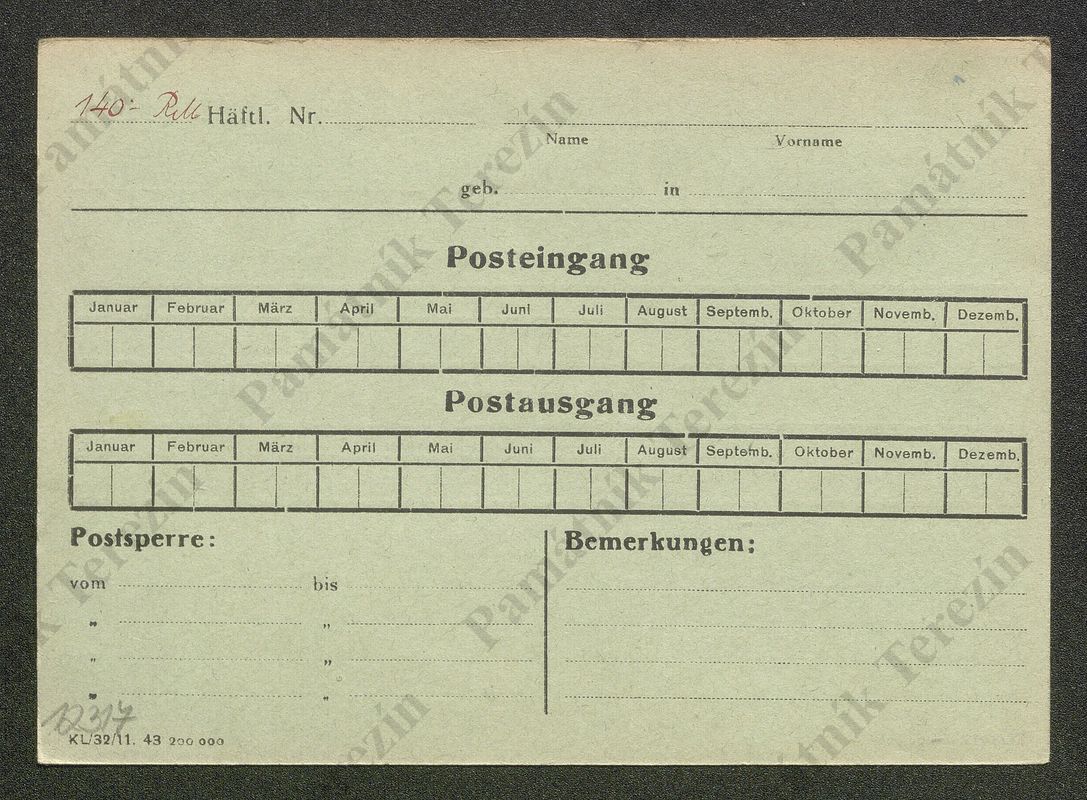 140.- RM Häftl. Nr.
Name Vorname
geb. in
Posteingang
Januar Februar März April Mai Juni Juli August Septemb. Oktober Novemb. Dezemb.
Postausgang
Januar Februar März April Mai Juni Juli August Septemb. Oktober Novemb. Dezemb.
Postsperre:
vom bis
" "
" "
" "
Bemerkungen:
12317
KL/32/11. 43 200 000
Památník Terezín